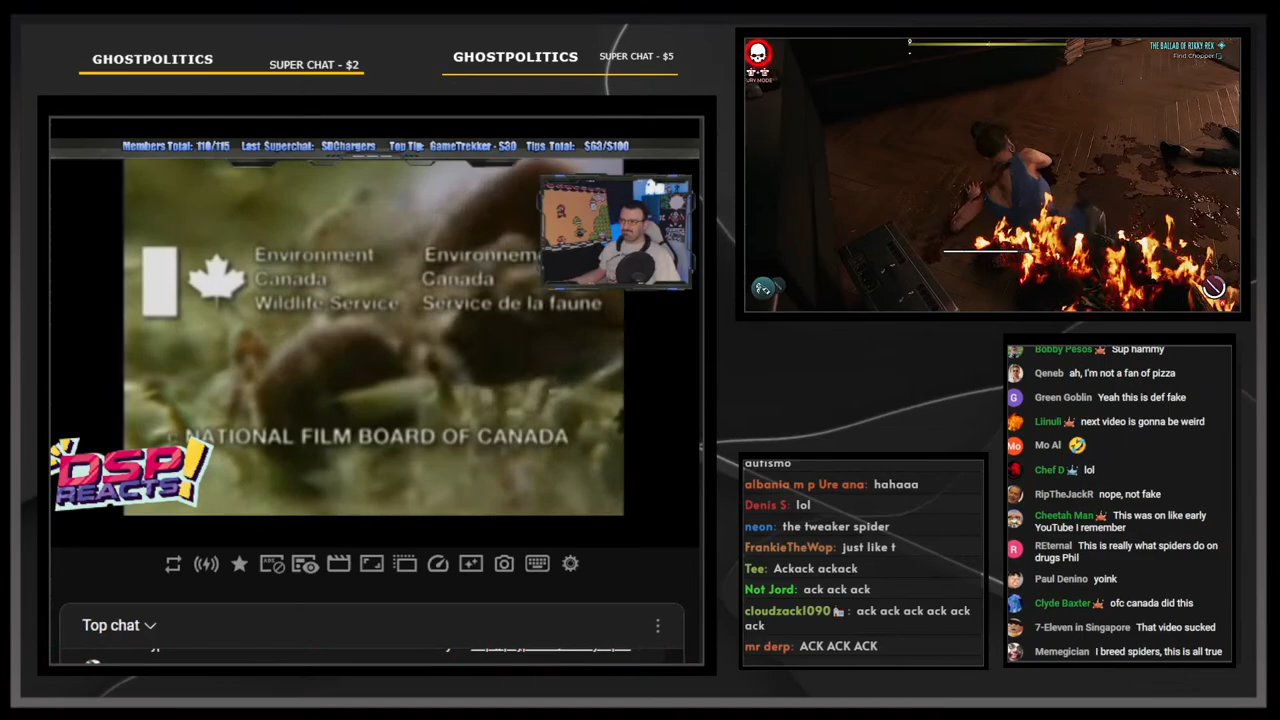 GHOSTPOLITICS
SUPER CHAT - $2
GHOSTPOLITICS
SUPER CHAT - $5
Members Total: 110/115 Last Superchat: SDChargers Top Tip: GameTrekker - $30 Tips Total: $63/$100
Environment
Canada
Wildlife Service
Canada
Service de la faune
NATIONAL FILM BOARD OF CANADA
DSP
REACTS!
Top chat
THE BALLAD OF RIKKY REX
Find Chopper
autismo
albania m p Ure ana: hahaaa
Denis S: lol
neon: the tweaker spider
FrankieTheWop: just like t
Tee: Ackack ackack
Not Jord: ack ack ack
cloudzack1090: ack ack ack ack ack
ack
mr derp: ACK ACK ACK
Bobby Pesos Sup hammy
Qeneb ah, I'm not a fan of pizza
G Green Goblin Yeah this is def fake
Liinuli next video is gonna be weird
Mo Mo Al 🤣
Chef D lol
RipTheJackR nope, not fake
Cheetah Man This was on like early
YouTube I remember
R REternal This is really what spiders do on
drugs Phil
Paul Denino yoink
Clyde Baxter ofc canada did this
7-Eleven in Singapore That video sucked
Memegician I breed spiders, this is all true